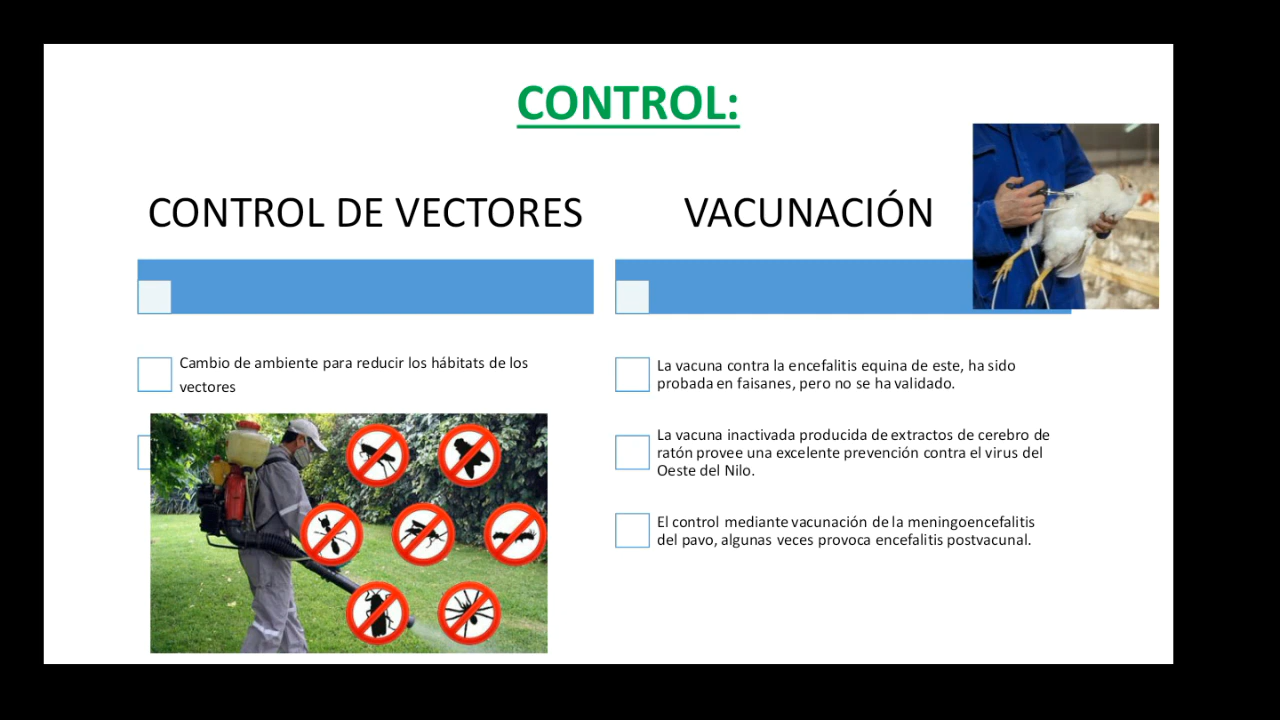 CONTROL:
CONTROL DE VECTORES
VACUNACIÓN
Cambio de ambiente para reducir los hábitats de los
vectores
La vacuna contra la encefalitis equina de este, ha sido
probada en faisanes, pero no se ha validado.
La vacuna inactivada producida de extractos de cerebro de
ratón provee una excelente prevención contra el virus del
Oeste del Nilo.
El control mediante vacunación de la meningoencefalitis
del pavo, algunas veces provoca encefalitis postvacunal.